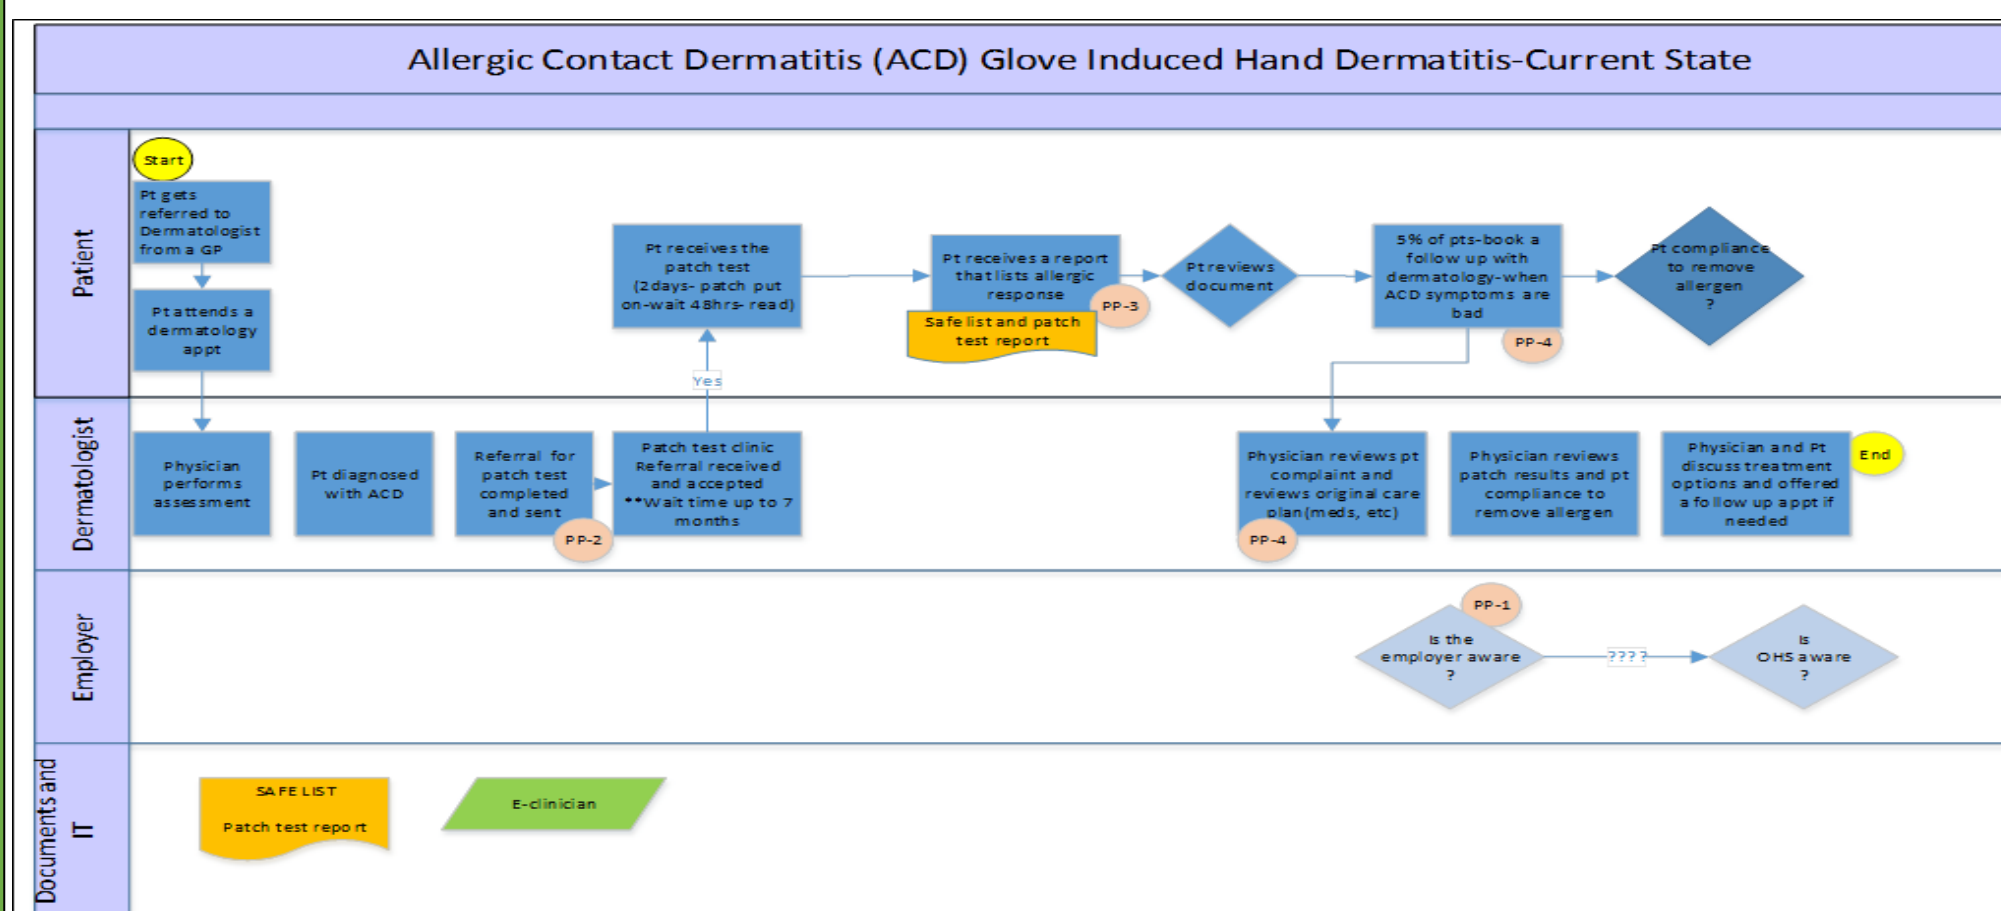 Allergic Contact Dermatitis (ACD) Glove Induced Hand Dermatitis-Current State
Patient
Start
Pt gets
referred to
Dermatologist
from a GP
Pt attends a
dermatology
appt
Pt receives the
patch test
(2days- patch put
on-wait 48hrs- read)
Yes
Pt receives a report
that lists allergic
response
PP-3
Safe list and patch
test report
Pt reviews
document
5% of pts-book a
follow up with
dermatology-when
ACD symptoms are
bad
PP-4
Pt compliance
to remove
allergen
?
Dermatologist
Physician
performs
assessment
Pt diagnosed
with ACD
Referral for
patch test
completed
and sent
PP-2
Patch test clinic
Referral received
and accepted
**Wait time up to 7
months
Physician reviews pt
complaint and
reviews original care
plan(meds, etc)
PP-4
Physician reviews
patch results and pt
compliance to
remove allergen
Physician and Pt
discuss treatment
options and offered
a follow up appt if
needed
End
Employer
PP-1
Is the
employer aware
?
????
Is
OHS aware
?
Documents and
IT
SAFE LIST
Patch test report
E-clinician